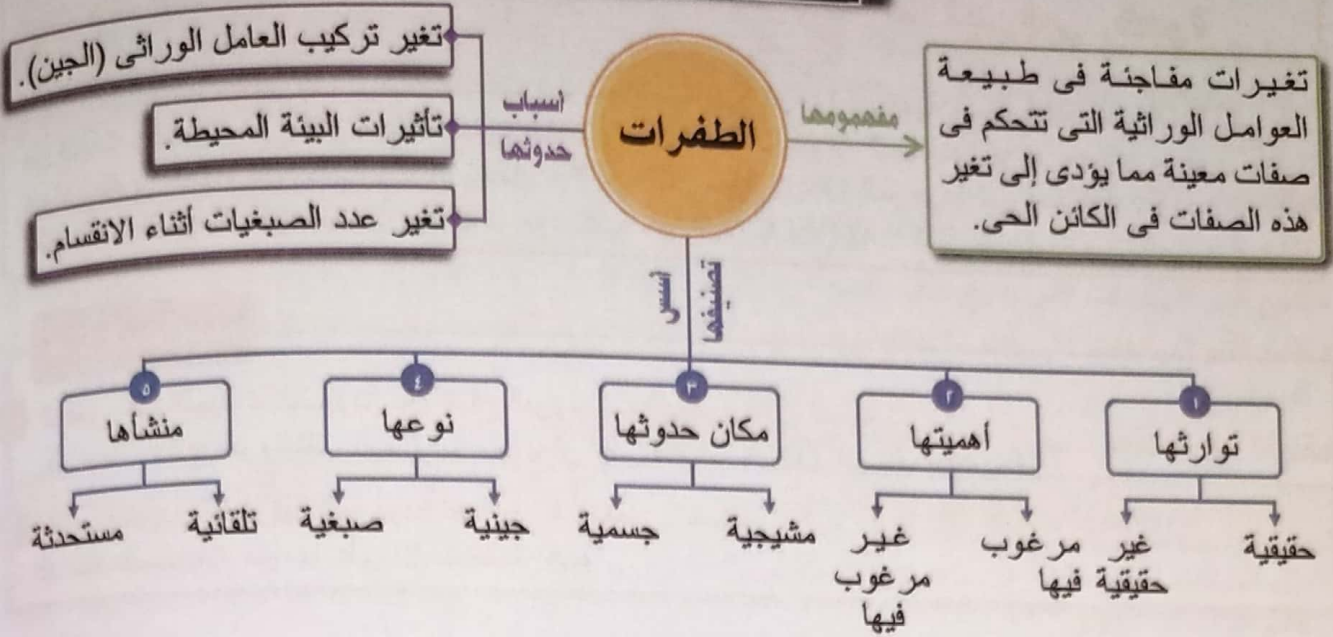 الطفرات
مفهومها
تغيرات مفاجئة فى طبيعة
العوامل الوراثية التى تتحكم فى
صفات معينة مما يؤدى إلى تغير
هذه الصفات فى الكائن الحى.
أسباب
حدوثها
تغير تركيب العامل الوراثى (الجين).
تأثيرات البيئة المحيطة.
تغير عدد الصبغيات أثناء الانقسام.
أسس
تصنيفها
١
توارثها
حقيقية
غير
حقيقية
٢
أهميتها
مرغوب
فيها
غير
مرغوب
فيها
٣
مكان حدوثها
مشيجية
جسمية
٤
نوعها
جينية
صبغية
٥
منشأها
تلقائية
مستحدثة